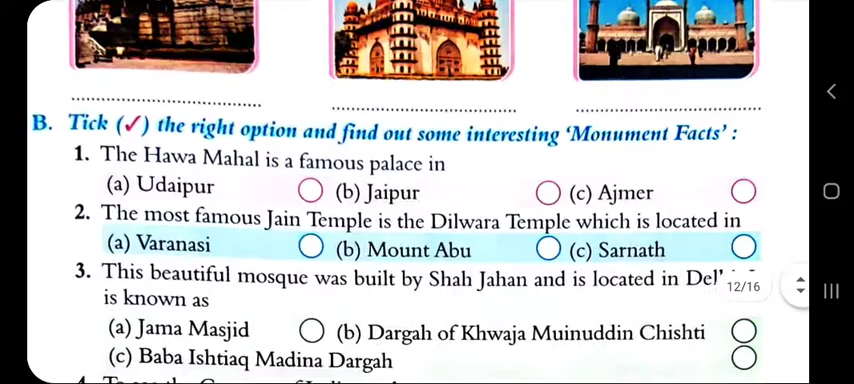 B. Tick (✓) the right option and find out some interesting 'Monument Facts' :
1. The Hawa Mahal is a famous palace in
(a) Udaipur (b) Jaipur (c) Ajmer
2. The most famous Jain Temple is the Dilwara Temple which is located in
(a) Varanasi (b) Mount Abu (c) Sarnath
3. This beautiful mosque was built by Shah Jahan and is located in
12/16
is known as
(a) Jama Masjid (b) Dargah of Khwaja Muinuddin Chishti
(c) Baba Ishtiaq Madina Dargah